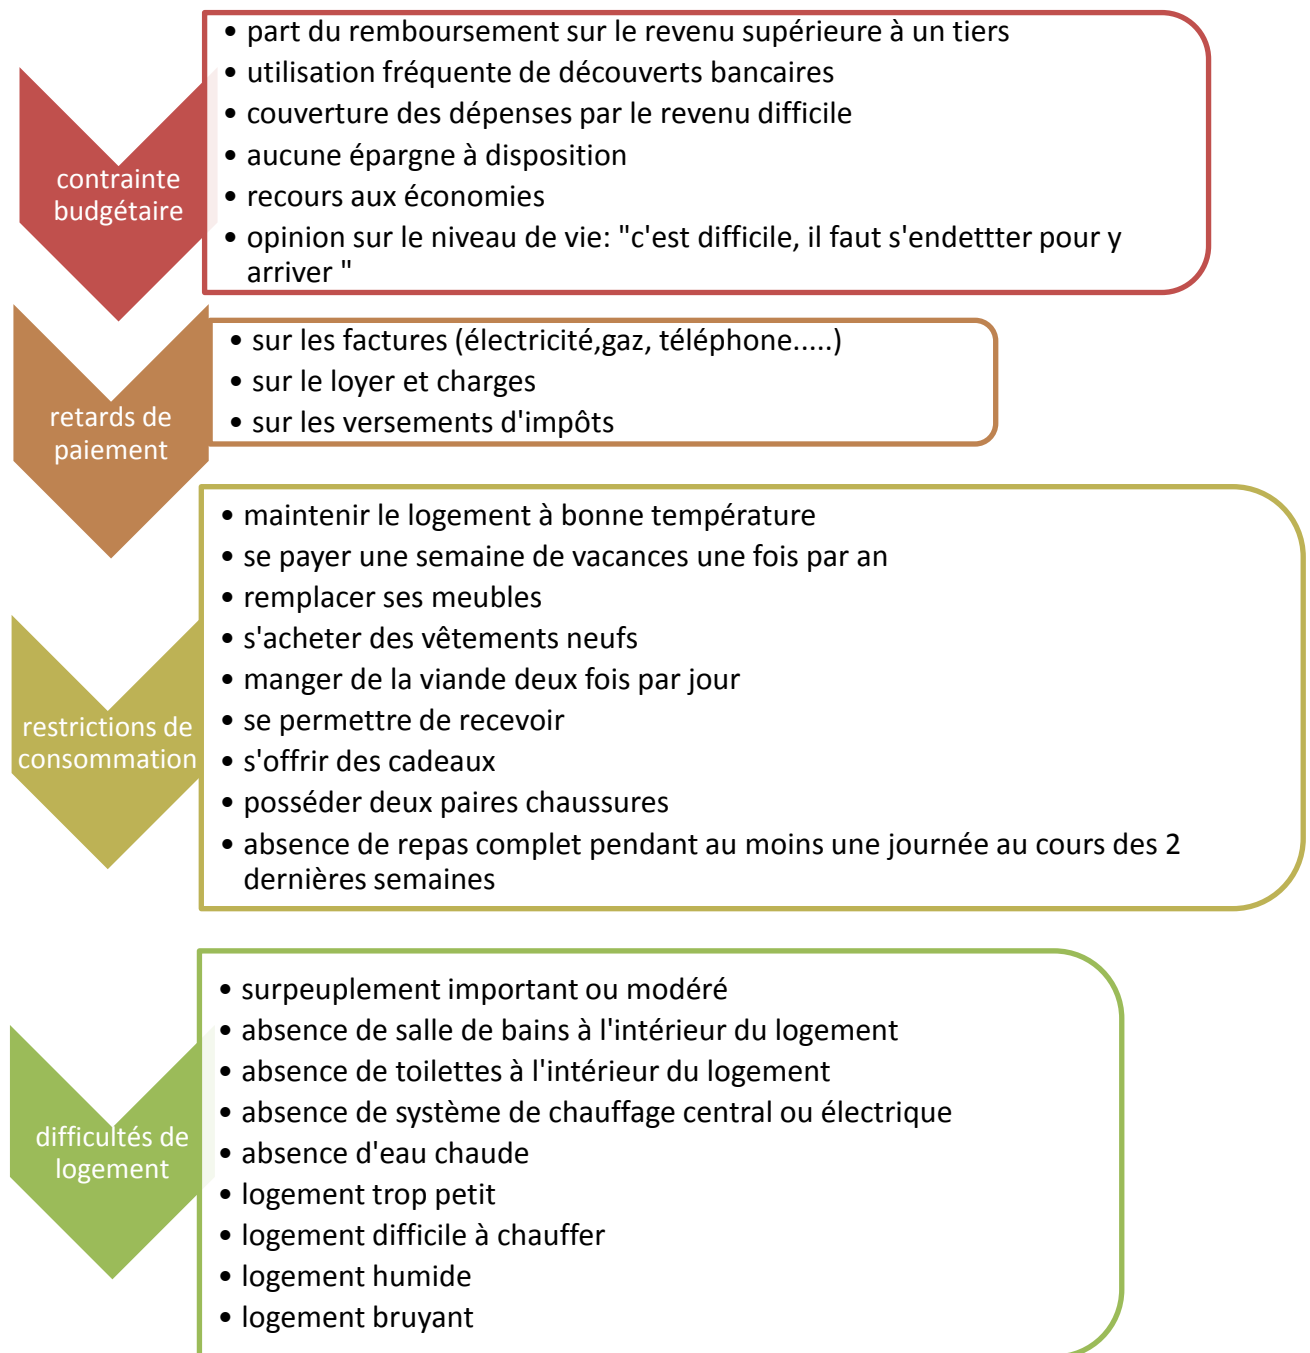 contrainte
budgétaire
• part du remboursement sur le revenu supérieure à un tiers
• utilisation fréquente de découverts bancaires
• couverture des dépenses par le revenu difficile
• aucune épargne à disposition
• recours aux économies
• opinion sur le niveau de vie: "c'est difficile, il faut s'endettter pour y
arriver "
retards de
paiement
• sur les factures (électricité,gaz, téléphone.....)
• sur le loyer et charges
• sur les versements d'impôts
restrictions de
consommation
• maintenir le logement à bonne température
• se payer une semaine de vacances une fois par an
• remplacer ses meubles
• s'acheter des vêtements neufs
• manger de la viande deux fois par jour
• se permettre de recevoir
• s'offrir des cadeaux
• posséder deux paires chaussures
• absence de repas complet pendant au moins une journée au cours des 2
dernières semaines
difficultés de
logement
• surpeuplement important ou modéré
• absence de salle de bains à l'intérieur du logement
• absence de toilettes à l'intérieur du logement
• absence de système de chauffage central ou électrique
• absence d'eau chaude
• logement trop petit
• logement difficile à chauffer
• logement humide
• logement bruyant